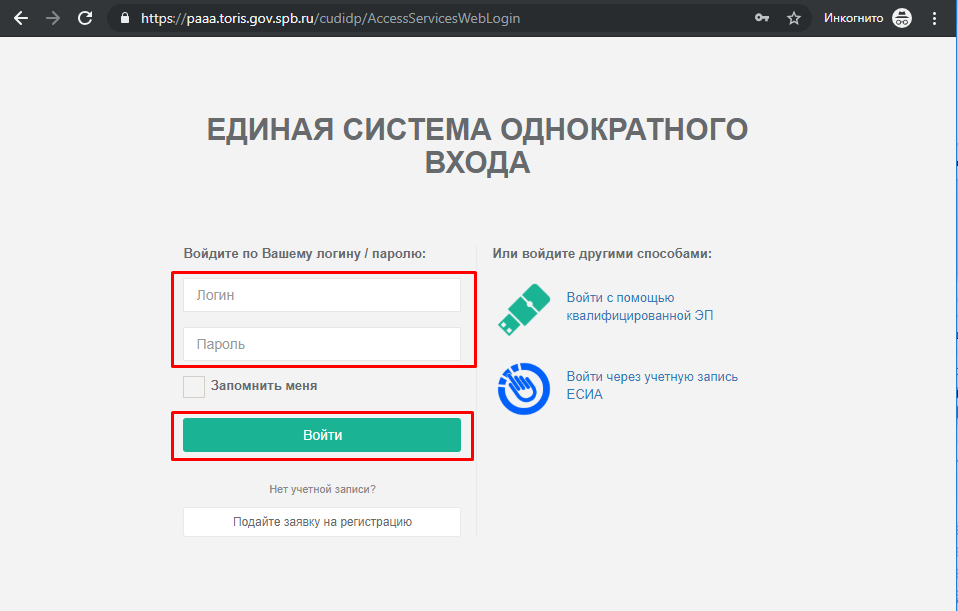 https://paaa.toris.gov.spb.ru/cudidp/AccessServicesWebLogin
Инкогнито
ЕДИНАЯ СИСТЕМА ОДНОКРАТНОГО
ВХОДА
Войдите по Вашему логину / паролю:
Логин
Пароль
Запомнить меня
Войти
Нет учетной записи?
Подайте заявку на регистрацию
Или войдите другими способами:
Войти с помощью
квалифицированной ЭП
Войти через учетную запись
ЕСИА